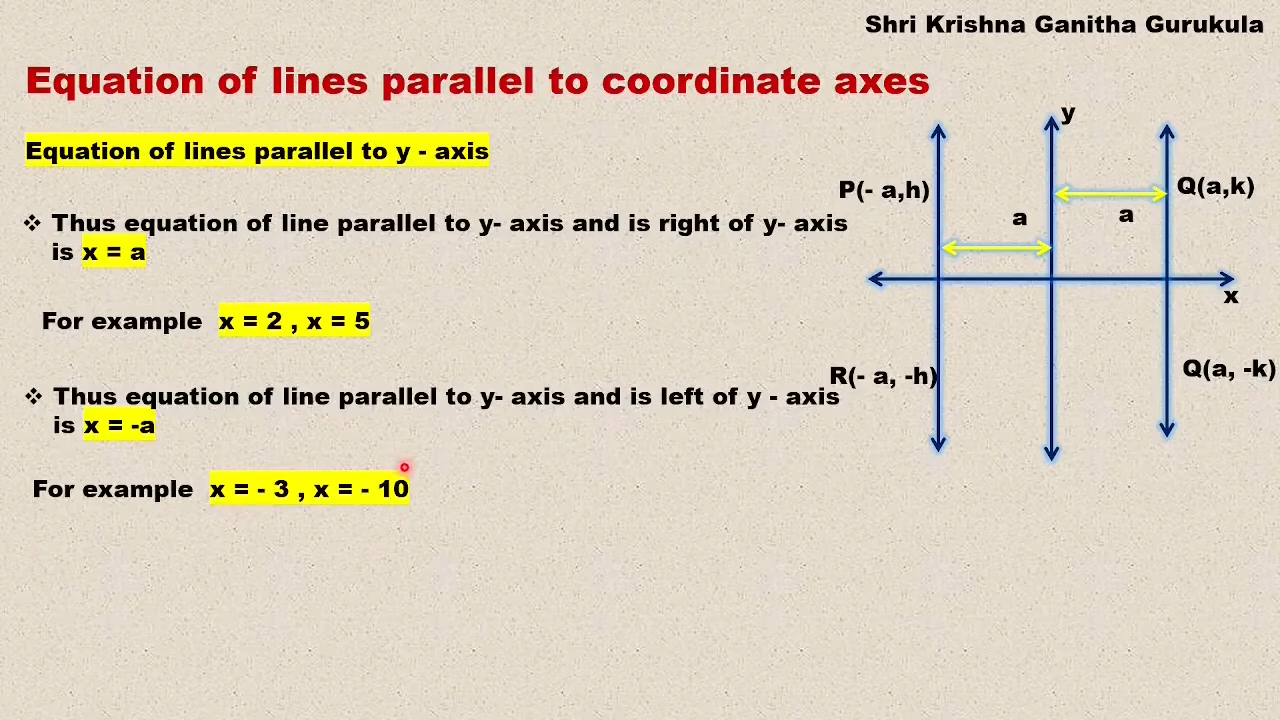 Shri Krishna Ganitha Gurukula
Equation of lines parallel to coordinate axes
Equation of lines parallel to y - axis
❖ Thus equation of line parallel to y- axis and is right of y- axis
is x = a
For example x = 2 , x = 5
❖ Thus equation of line parallel to y- axis and is left of y - axis
is x = -a
For example x = - 3 , x = - 10
y
P(- a,h)
Q(a,k)
a
a
x
R(- a, -h)
Q(a, -k)